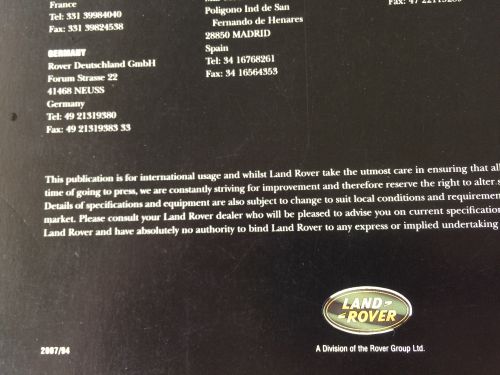 France
Tel: 331 39984040
Fax: 331 39824538
GERMANY
Rover Deutschland GmbH
Forum Strasse 22
41468 NEUSS
Germany
Tel: 49 21319380
Fax: 49 21319383 33
Poligono Ind de San
Fernando de Henares
28850 MADRID
Spain
Tel: 34 16768261
Fax: 34 16564353
This publication is for international usage and whilst Land Rover take the utmost care in ensuring that all
time of going to press, we are constantly striving for improvement and therefore reserve the right to alter
Details of specifications and equipment are also subject to change to suit local conditions and requirement
market. Please consult your Land Rover dealer who will be pleased to advise you on current specification
Land Rover and have absolutely no authority to bind Land Rover to any express or implied undertaking
LAND
ROVER
2007/94
A Division of the Rover Group Ltd.